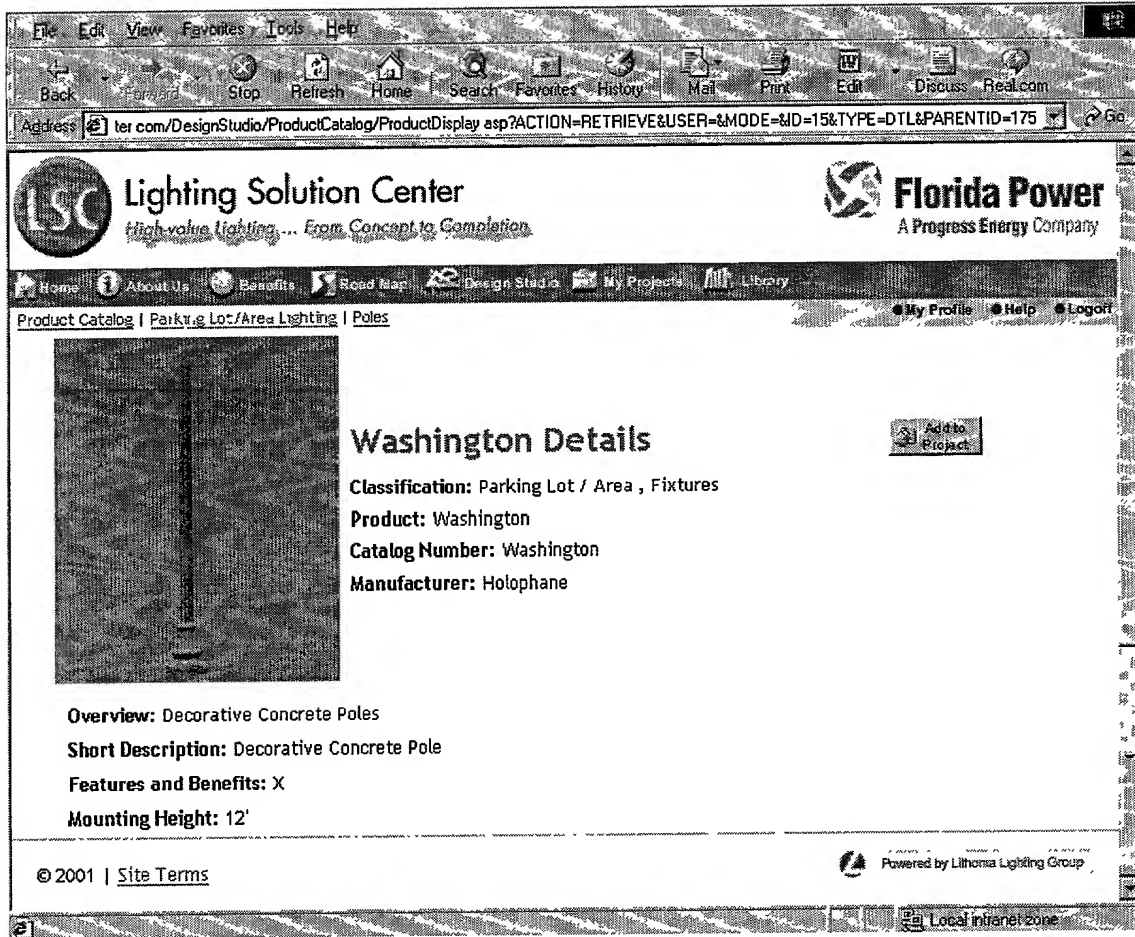 File Edit View Favorites Tools Help
Back Forward Stop Refresh Home Search Favorites History Mail Print Edit Discuss Real.com
Address ter com/DesignStudio/ProductCatalog/ProductDisplay asp?ACTION=RETRIEVE&USER=&MODE=&ID=15&TYPE=DTL&PARENTID=175 Go
LSC Lighting Solution Center
High-value Lighting... From Concept to Completion
Florida Power
A Progress Energy Company
Home About Us Benefits Road Map Design Studio My Projects Library
My Profile Help Logoff
Product Catalog | Parking Lot/Area Lighting | Poles
Washington Details
Add to
Project
Classification: Parking Lot / Area , Fixtures
Product: Washington
Catalog Number: Washington
Manufacturer: Holophane
Overview: Decorative Concrete Poles
Short Description: Decorative Concrete Pole
Features and Benefits: X
Mounting Height: 12'
© 2001 | Site Terms
Powered by Lithonia Lighting Group
Local intranet zone